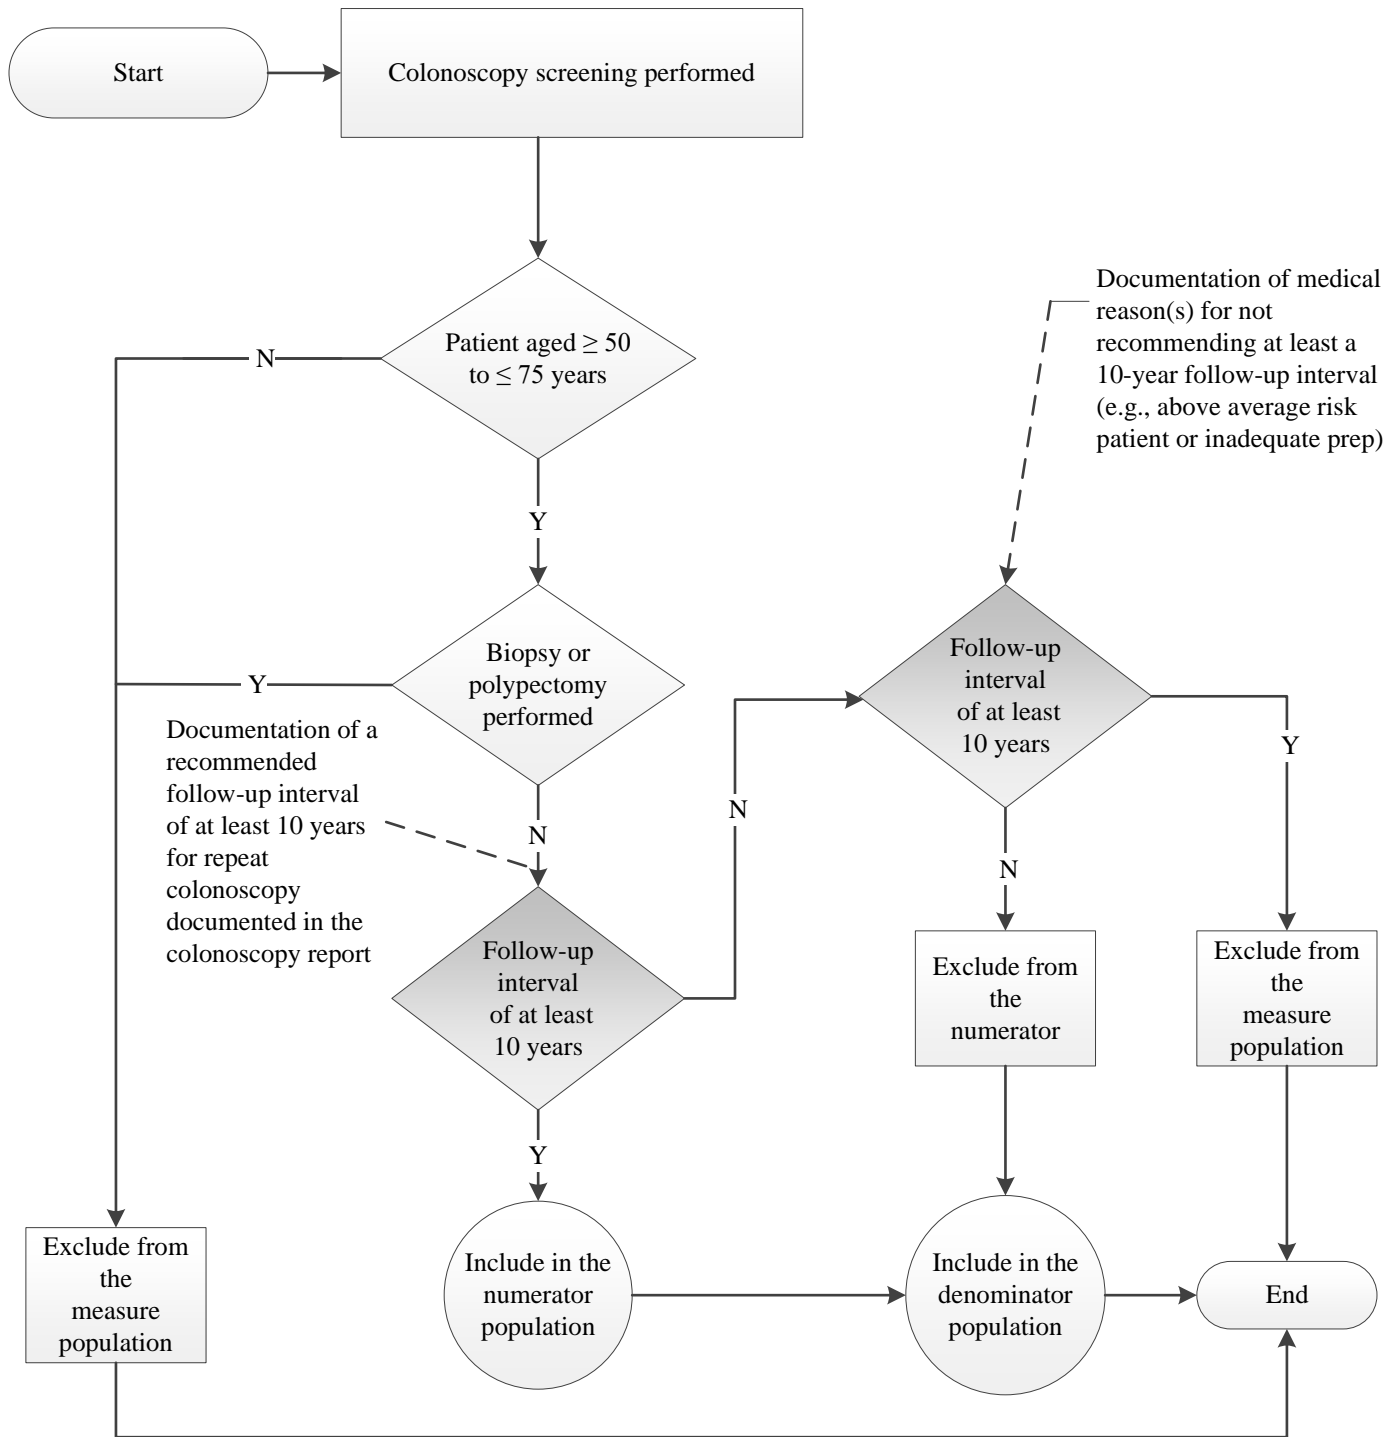 Start
Colonoscopy screening performed
Patient aged ≥ 50
to ≤ 75 years
N
Y
Documentation of medical
reason(s) for not
recommending at least a
10-year follow-up interval
(e.g., above average risk
patient or inadequate prep)
Biopsy or
polypectomy
performed
Y
N
Documentation of a
recommended
follow-up interval
of at least 10 years
for repeat
colonoscopy
documented in the
colonoscopy report
Follow-up
interval
of at least
10 years
N
Y
Follow-up
interval
of at least
10 years
N
Y
Exclude from
the
numerator
Exclude from
the
measure
population
Exclude from
the
measure
population
Include in the
numerator
population
Include in the
denominator
population
End